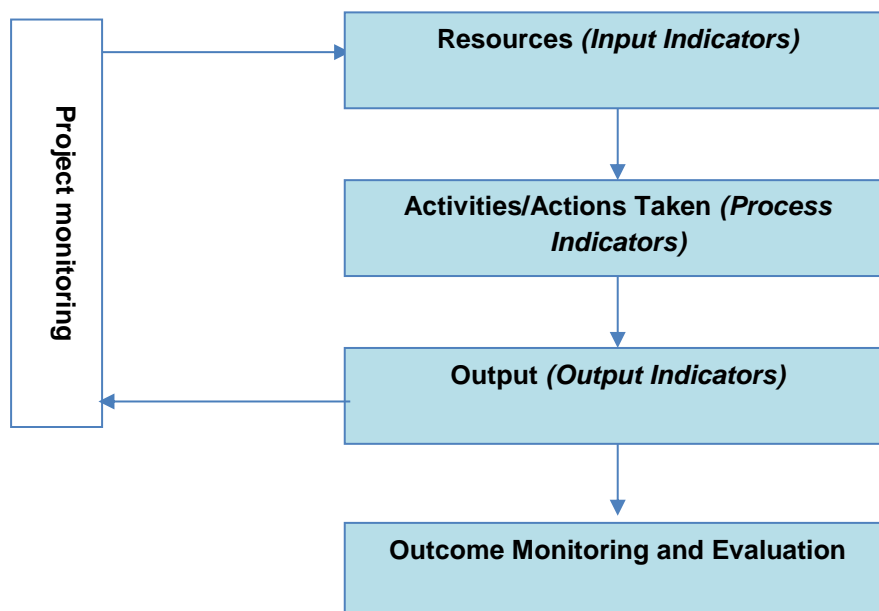 Project monitoring
Resources (Input Indicators)
Activities/Actions Taken (Process
Indicators)
Output (Output Indicators)
Outcome Monitoring and Evaluation